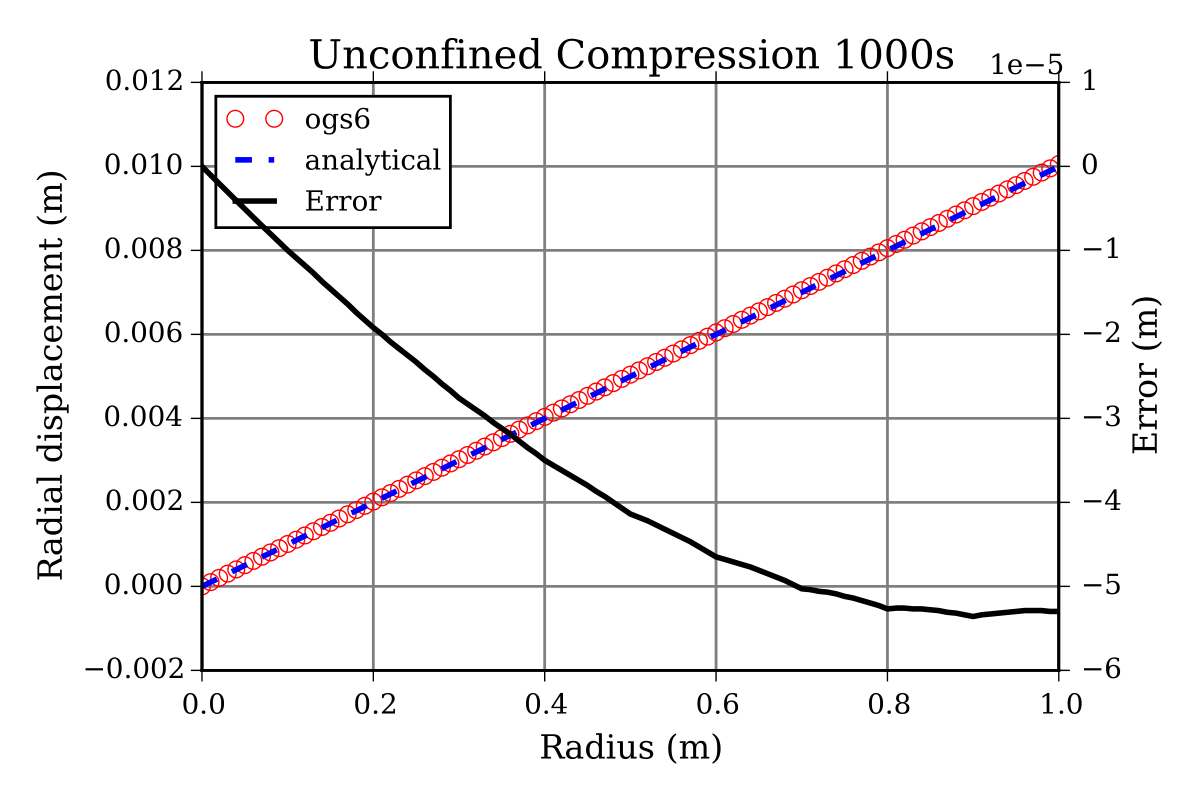 Unconfined Compression 1000s
1e−5
0.012
0.010
0.008
0.006
0.004
0.002
0.000
−0.002
Radial displacement (m)
ogs6
analytical
Error
1
0
−1
−2
−3
−4
−5
−6
Error (m)
0.0 0.2 0.4 0.6 0.8 1.0
Radius (m)